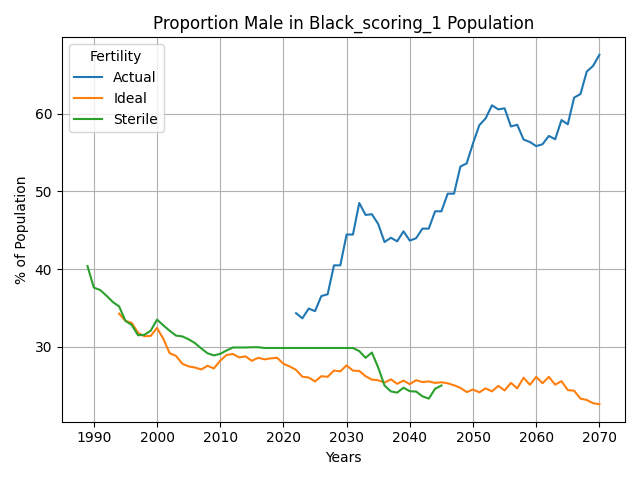 Proportion Male in Black_scoring_1 Population
Fertility
Actual
Ideal
Sterile
% of Population
60
50
40
30
1990 2000 2010 2020 2030 2040 2050 2060 2070
Years